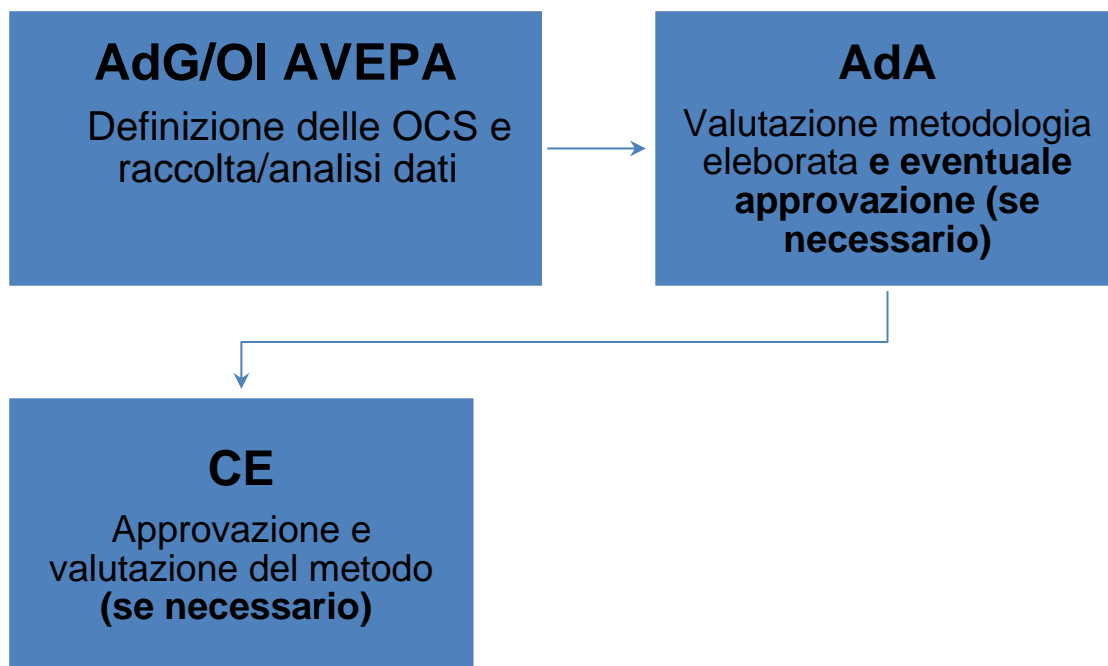 AdG/OI AVEPA
Definizione delle OCS e
raccolta/analisi dati
AdA
Valutazione metodologia
eleborata e eventuale
approvazione (se
necessario)
CE
Approvazione e
valutazione del metodo
(se necessario)